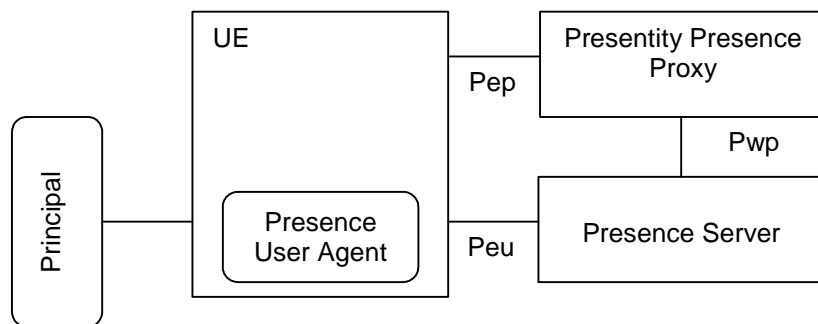 UE
Presentity Presence
Proxy
Pep
Pwp
Principal
Presence
User Agent
Peu
Presence Server